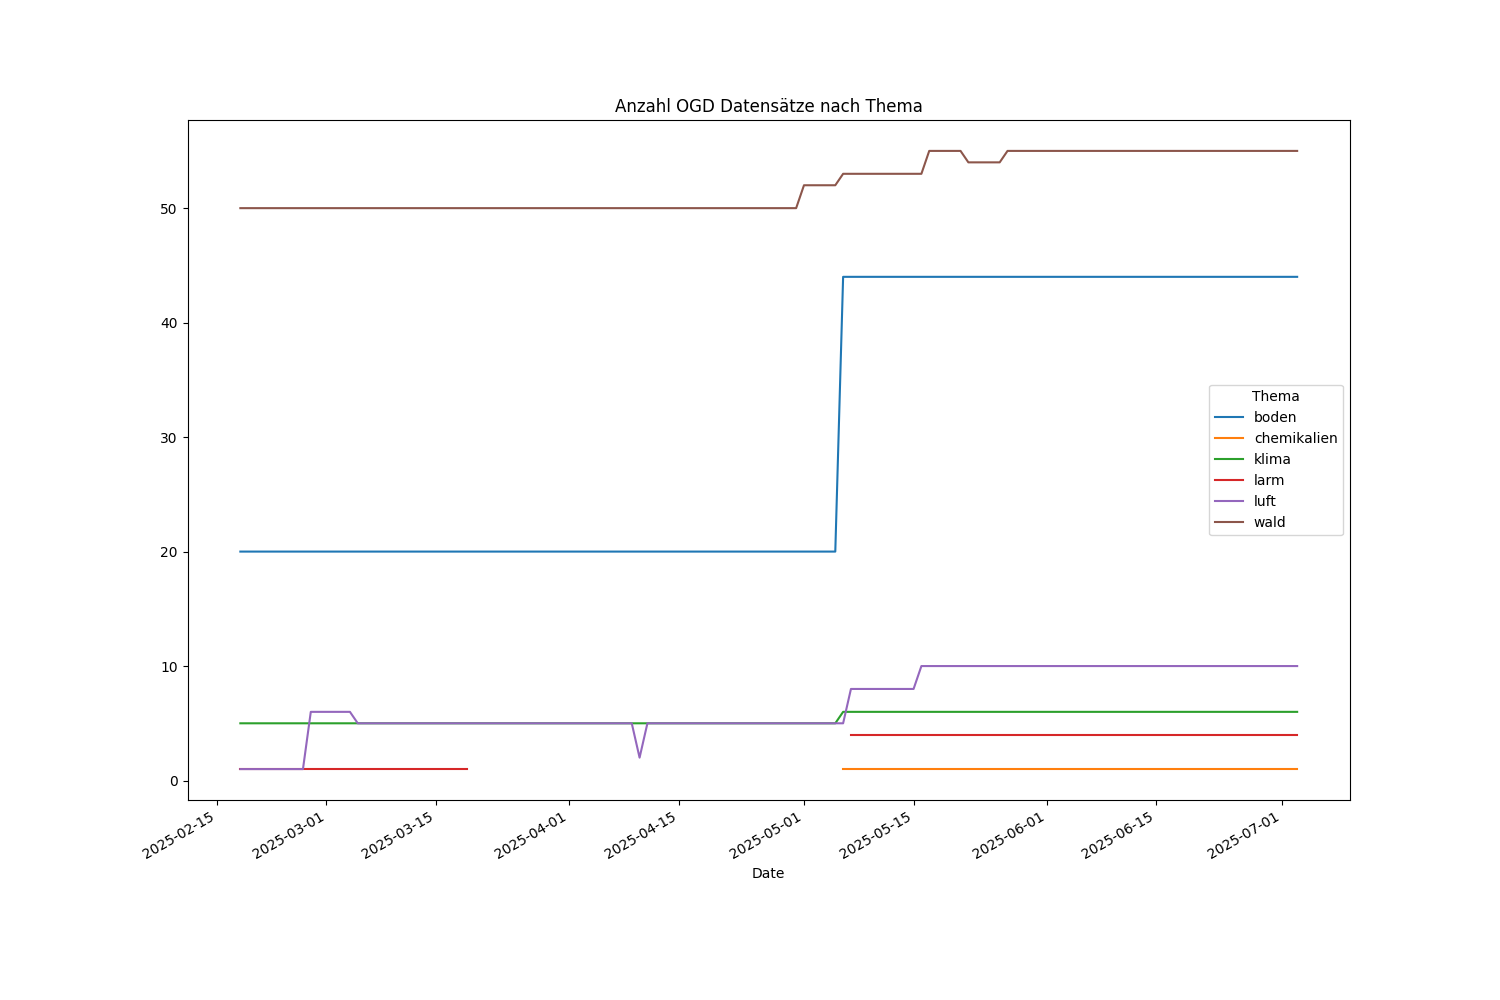 Anzahl OGD Datensätze nach Thema
50
40
30
20
10
0
Thema
boden
chemikalien
klima
larm
luft
wald
2025-02-15
2025-03-01
2025-03-15
2025-04-01
2025-04-15
2025-05-01
2025-05-15
2025-06-01
2025-06-15
2025-07-01
Date